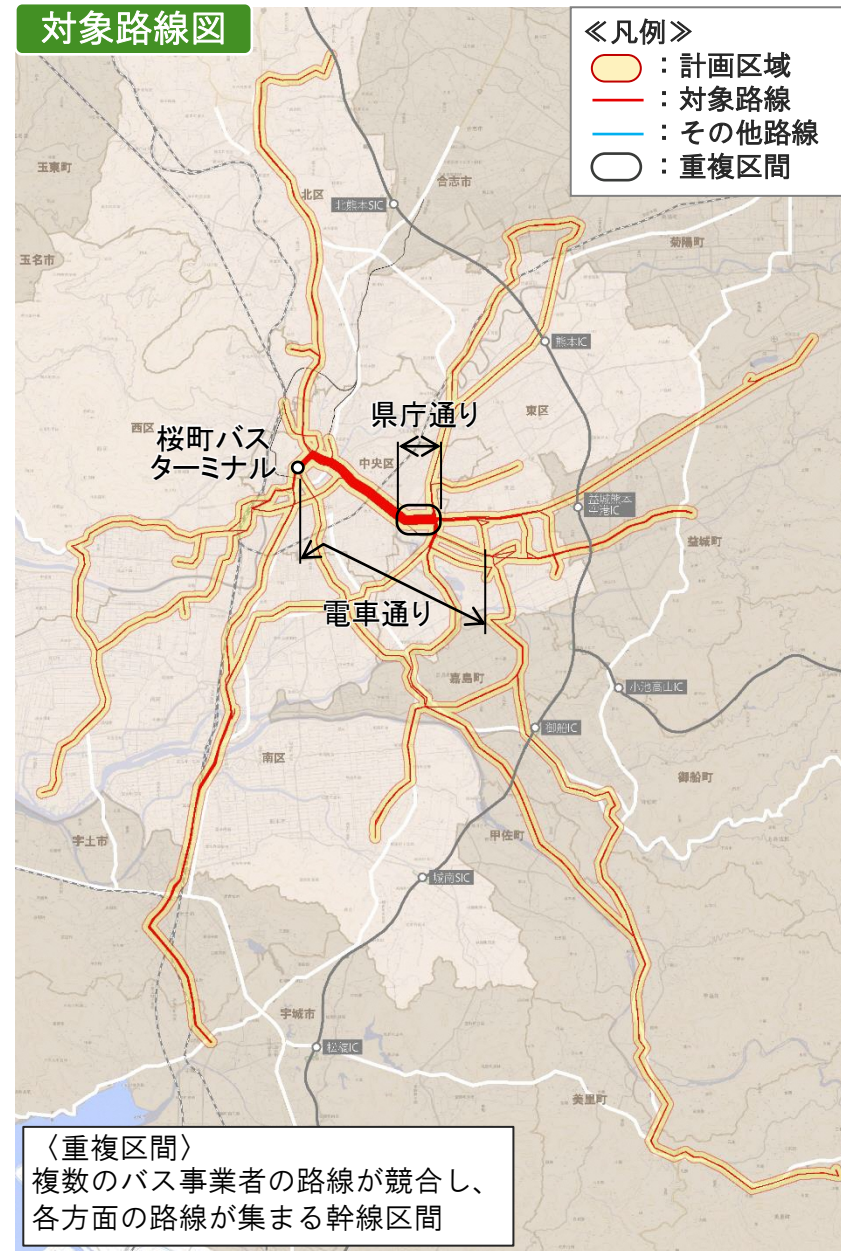 対象路線図
≪凡例≫
：計画区域
：対象路線
：その他路線
：重複区間
玉東町
北区
合志市
北熊本SIC
菊陽町
玉名市
熊本IC
県庁通り
東区
西区
桜町バス
ターミナル
中央区
益城熊本
空港IC
益城町
電車通り
嘉島町
小池高山IC
御船IC
南区
御船町
宇土市
甲佐町
城南SIC
宇城市
松橋IC
美里町
〈重複区間〉
複数のバス事業者の路線が競合し、
各方面の路線が集まる幹線区間